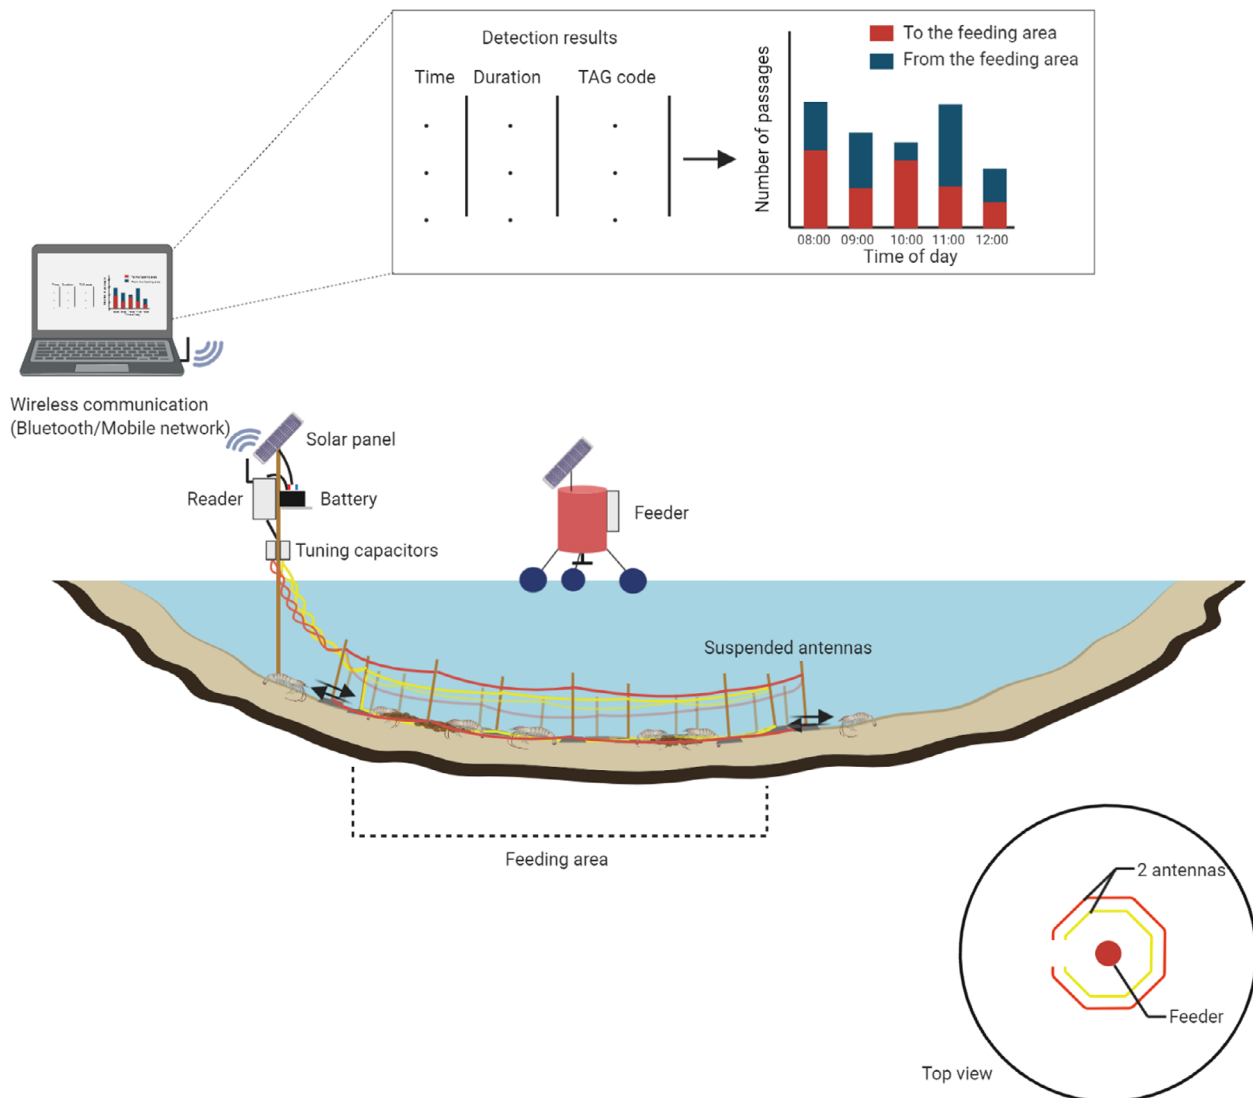 Detection results
Time Duration TAG code
To the feeding area
From the feeding area
Number of passages
08:00 09:00 10:00 11:00 12:00
Time of day
Wireless communication
(Bluetooth/Mobile network)
Solar panel
Reader
Battery
Feeder
Tuning capacitors
Suspended antennas
Feeding area
2 antennas
Feeder
Top view